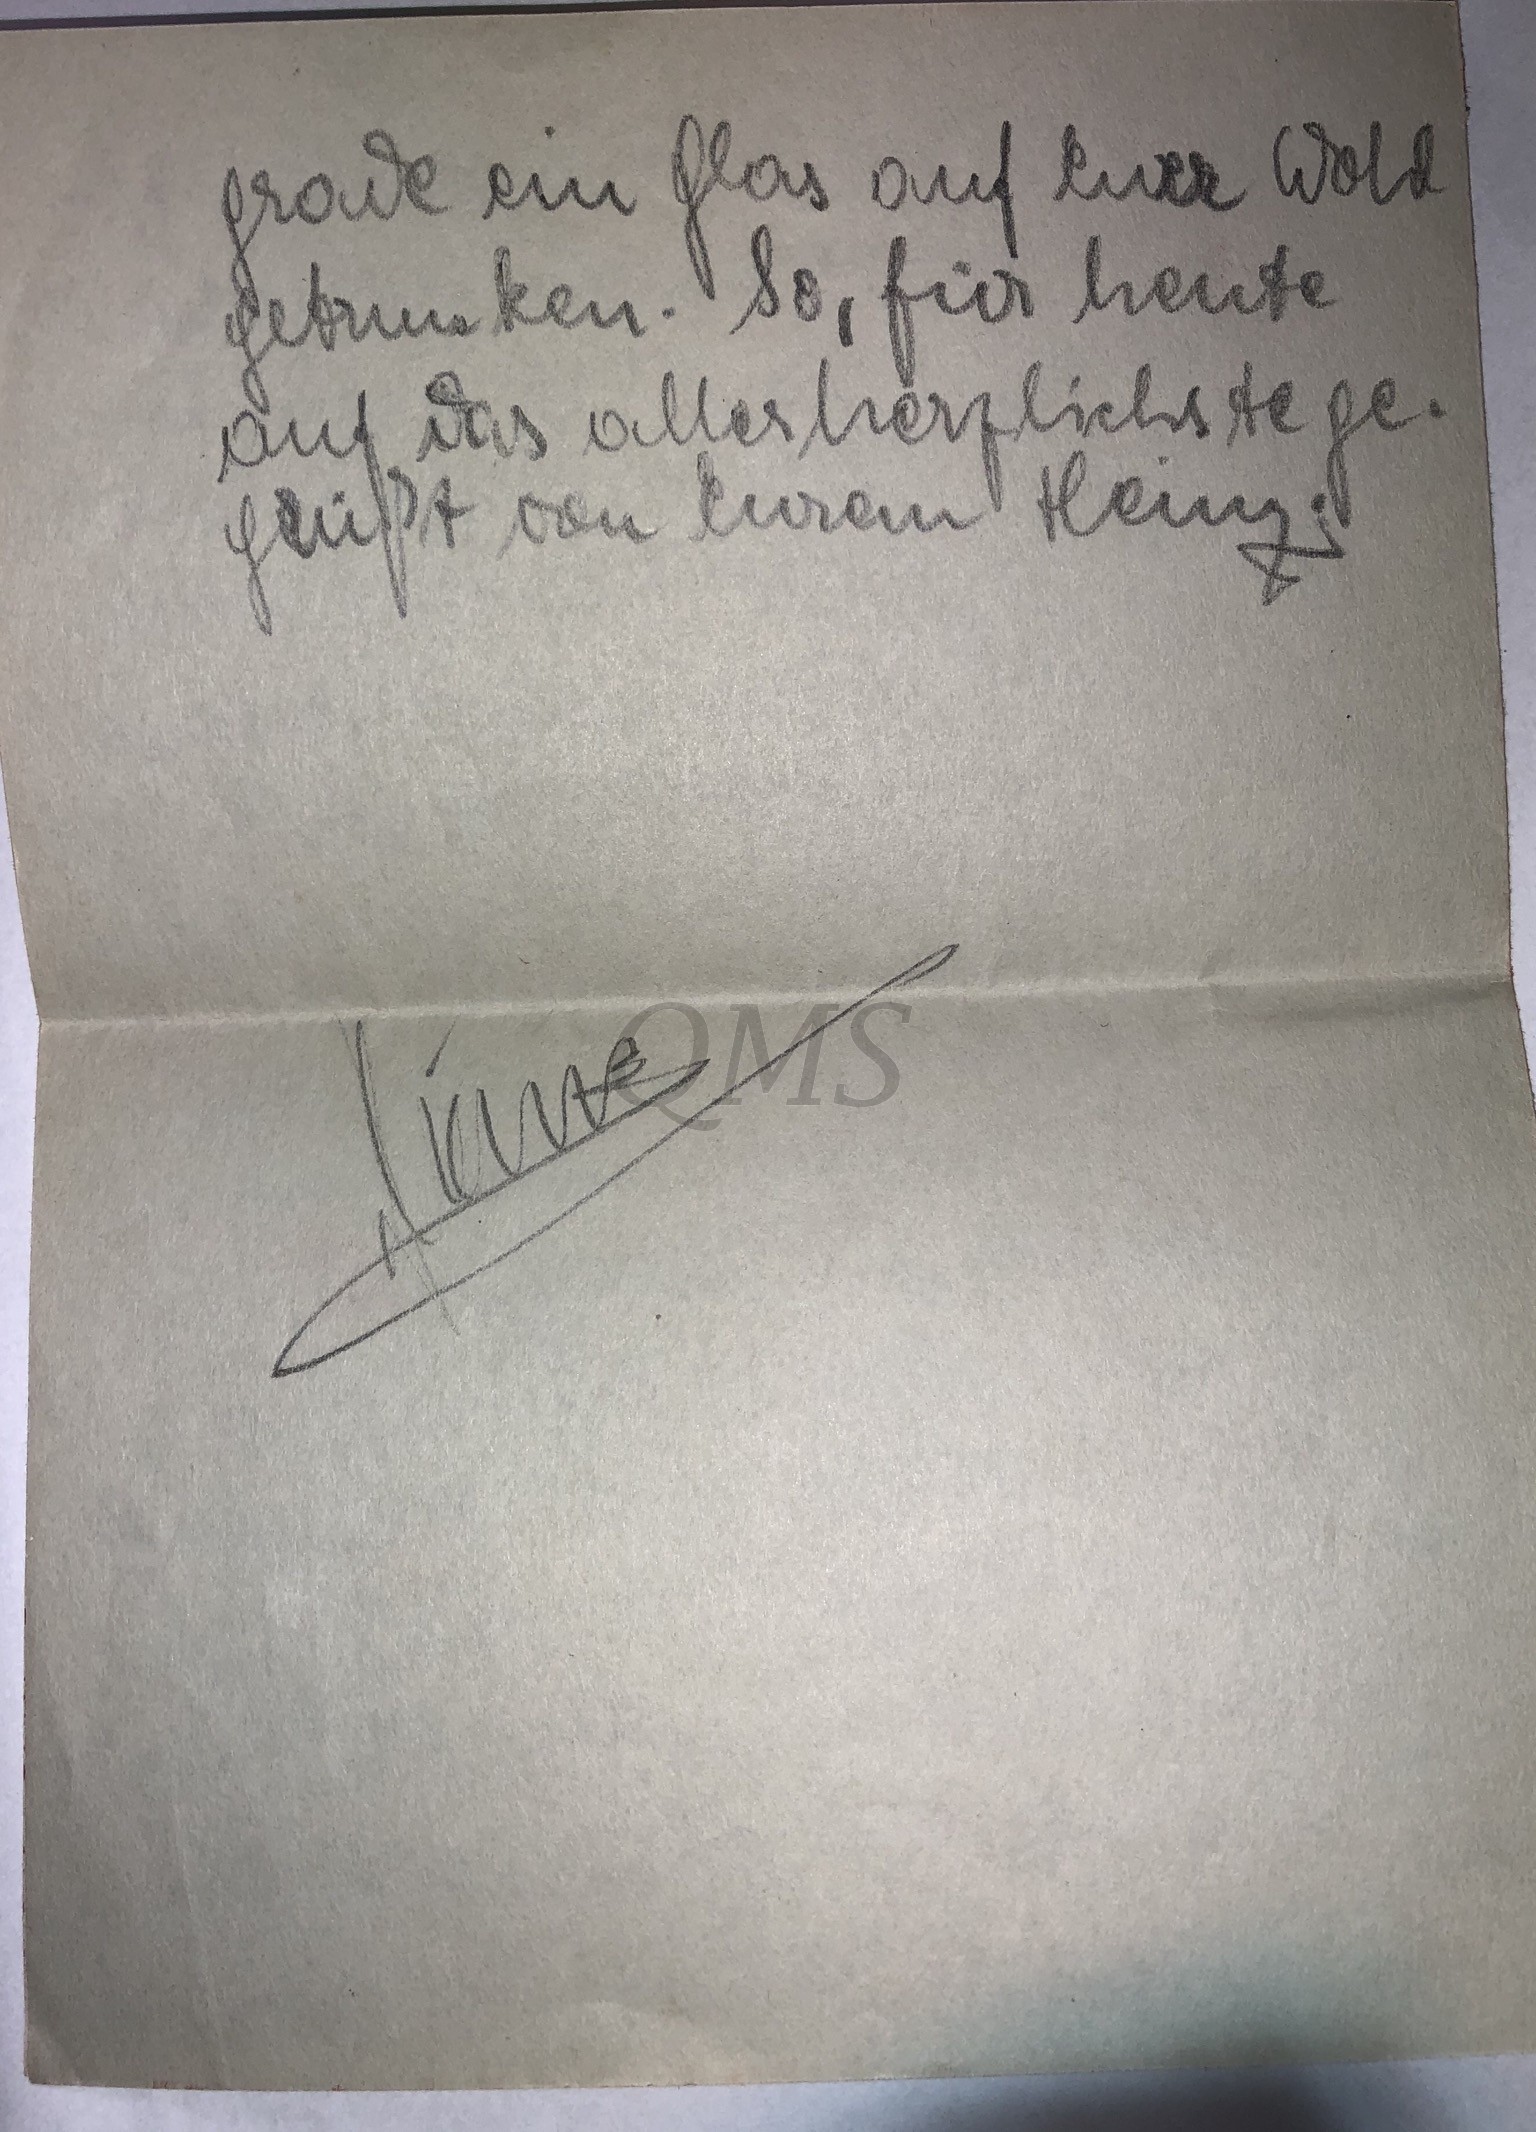 grade ein Glas auf Euer Wohl
getrunken. So, für heute
auf das allerherzlichste ge-
grüßt von Eurem Heinz.
QMS